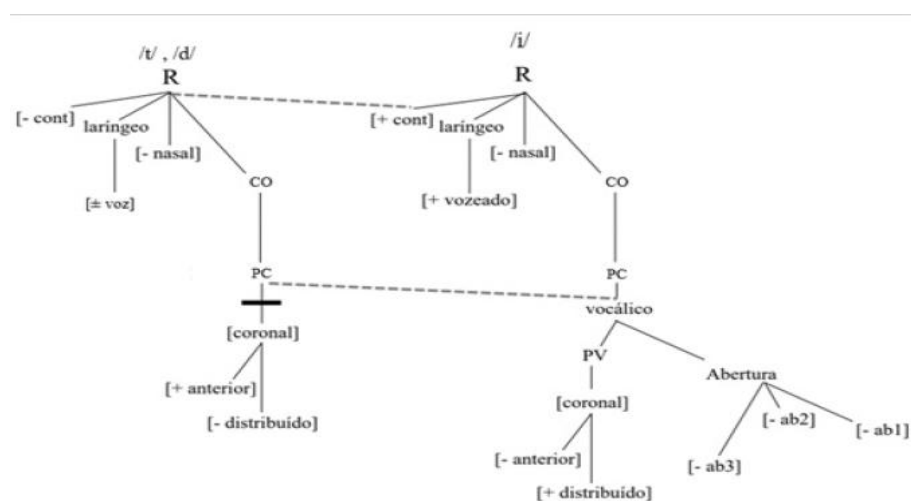 /t/ , /d/
R
[- cont]
laríngeo
[- nasal]
[± voz]
CO
PC
[coronal]
[+ anterior]
[- distribuído]
/i/
R
[+ cont]
laríngeo
[- nasal]
[+ vozeado]
CO
PC
vocálico
PV
[coronal]
[- anterior]
[+ distribuído]
Abertura
[- ab3]
[- ab2]
[- ab1]